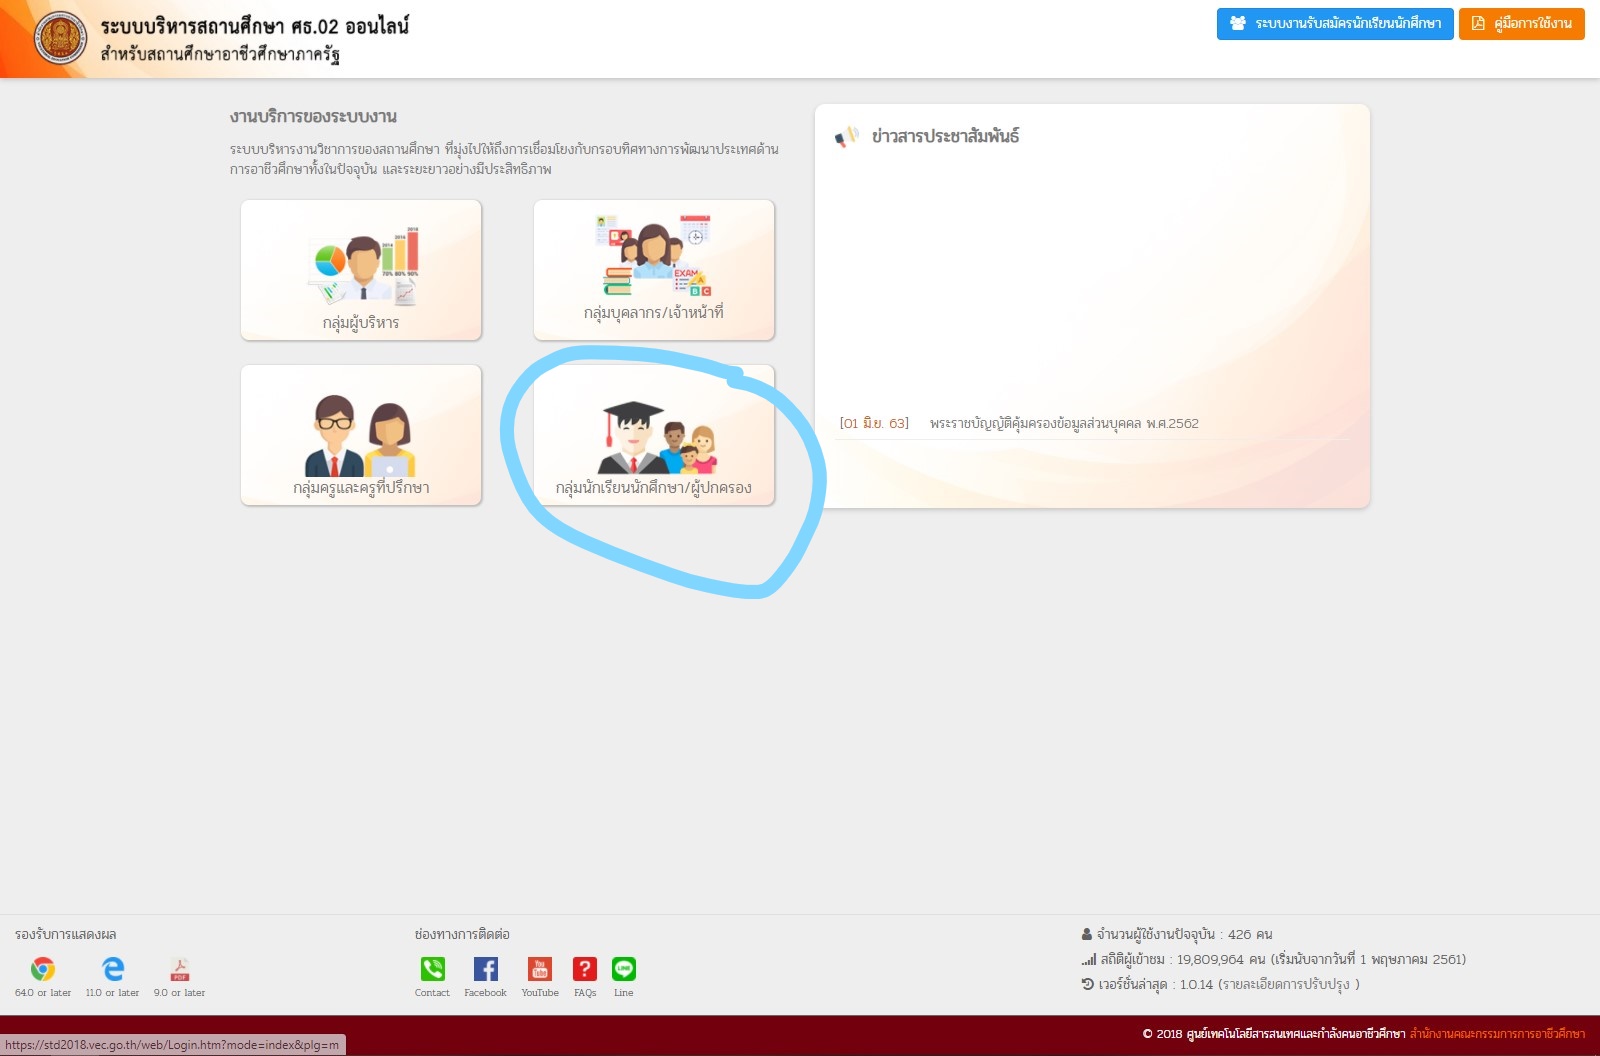 ระบบบริหารสถานศึกษา ศธ.02 ออนไลน์
สำหรับสถานศึกษาอาชีวศึกษาภาครัฐ
ระบบงานรับสมัครนักเรียนนักศึกษา
คู่มือการใช้งาน
งานบริการของระบบงาน
ระบบบริหารงานวิชาการของสถานศึกษา ที่มุ่งไปให้ถึงการเชื่อมโยงกับกรอบทิศทางการพัฒนาประเทศด้าน
การอาชีวศึกษาทั้งในปัจจุบัน และระยะยาวอย่างมีประสิทธิภาพ
กลุ่มผู้บริหาร
EXAM
กลุ่มบุคลากร/เจ้าหน้าที่
กลุ่มครูและครูที่ปรึกษา
กลุ่มนักเรียนนักศึกษา/ผู้ปกครอง
ข่าวสารประชาสัมพันธ์
[01 มิ.ย. 63] พระราชบัญญัติคุ้มครองข้อมูลส่วนบุคคล พ.ศ.2562
รองรับการแสดงผล
64.0 or later 11.0 or later 9.0 or later
ช่องทางการติดต่อ
Contact Facebook YouTube FAQs Line
จำนวนผู้ใช้งานปัจจุบัน : 426 คน
สถิติผู้เข้าชม : 19,809,964 คน (เริ่มนับจากวันที่ 1 พฤษภาคม 2561)
เวอร์ชั่นล่าสุด : 1.0.14 (รายละเอียดการปรับปรุง )
© 2018 ศูนย์เทคโนโลยีสารสนเทศและกำลังคนอาชีวศึกษา สำนักงานคณะกรรมการการอาชีวศึกษา
https://std2018.vec.go.th/web/Login.htm?mode=index&plg=m